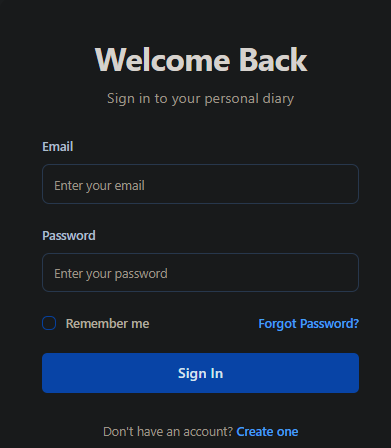 Welcome Back
Sign in to your personal diary
Email
Enter your email
Password
Enter your password
Remember me Forgot Password?
Sign In
Don't have an account? Create one